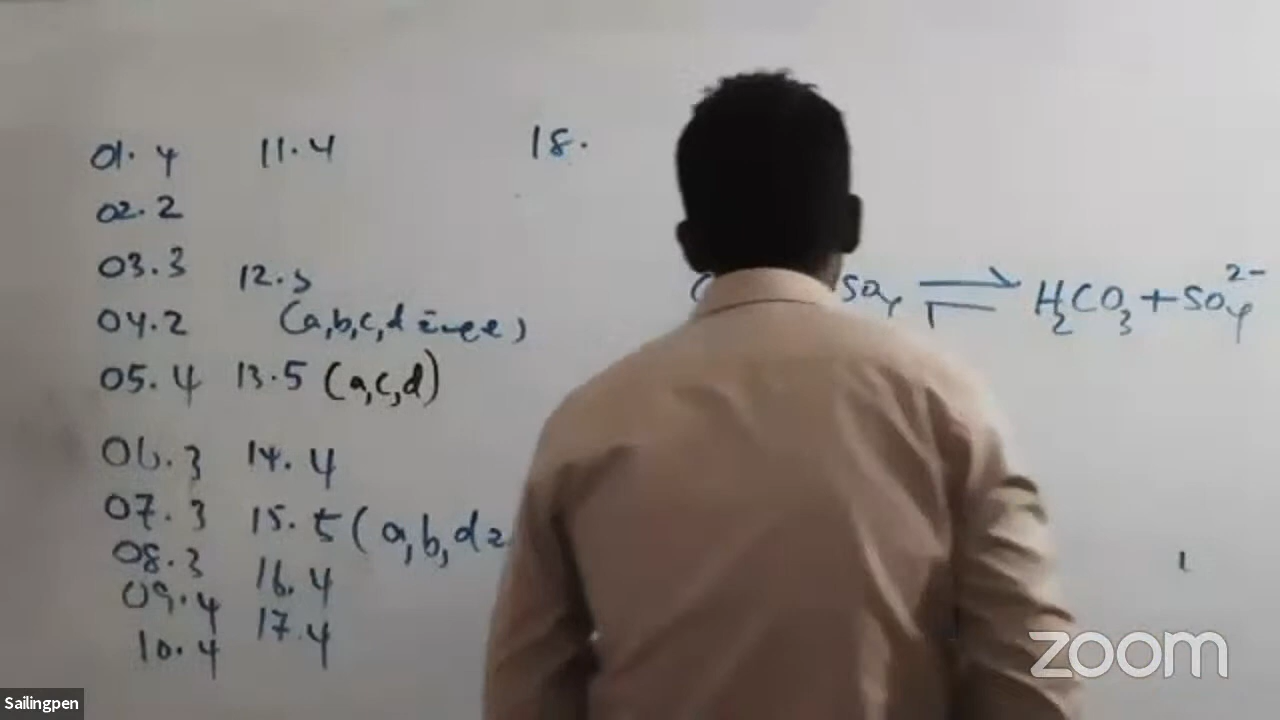 01. 4
02. 2
03. 3
04. 2
05. 4
06. 3
07. 3
08. 3
09. 4
10. 4
11. 4
12. 5
(a,b,c,d )
13. 5 (a,c,d)
14. 4
15. 5 (a,b,d
16. 4
17. 4
18.
SO4 ⇌ H2CO3 + SO4^2-
zoom
Sailingpen